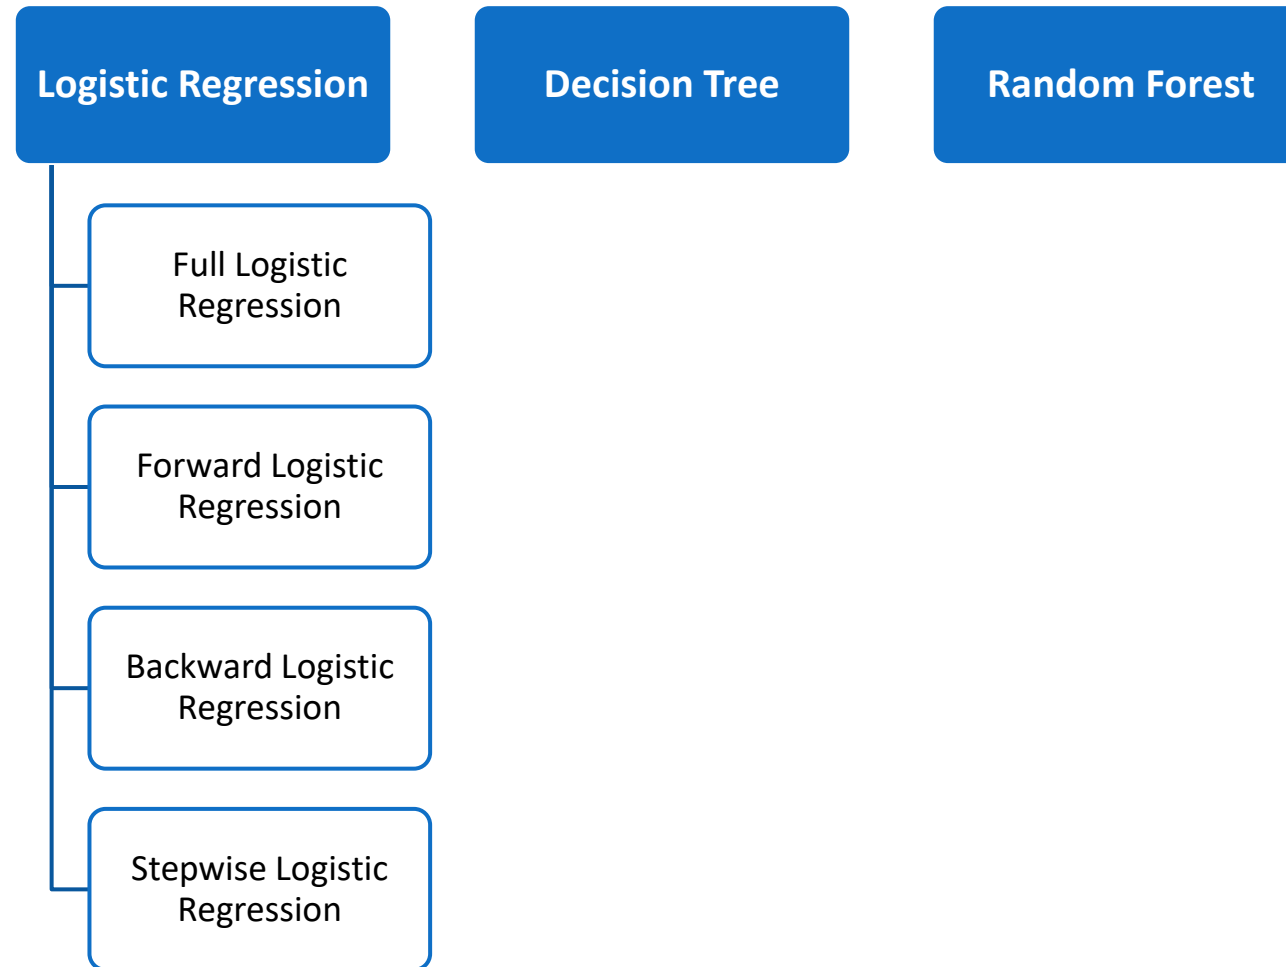 Logistic Regression
Decision Tree
Random Forest
Full Logistic
Regression
Forward Logistic
Regression
Backward Logistic
Regression
Stepwise Logistic
Regression